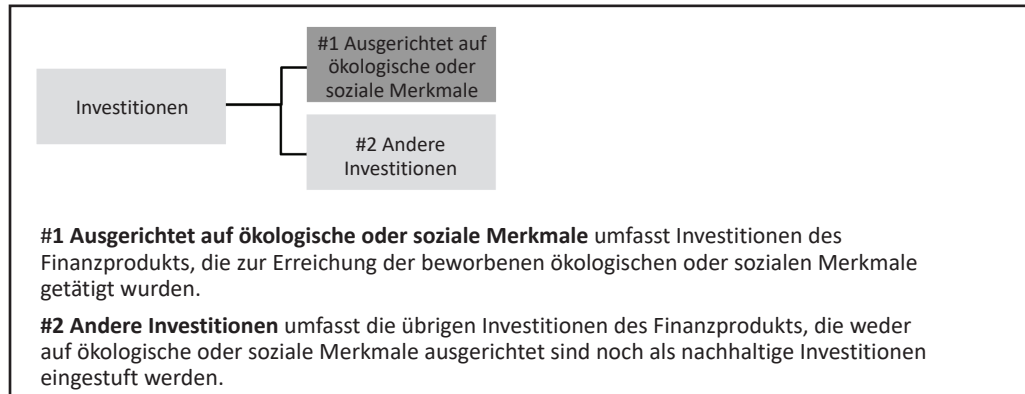 #1 Ausgerichtet auf
ökologische oder
soziale Merkmale
Investitionen
#2 Andere
Investitionen
#1 Ausgerichtet auf ökologische oder soziale Merkmale umfasst Investitionen des
Finanzprodukts, die zur Erreichung der beworbenen ökologischen oder sozialen Merkmale
getätigt wurden.
#2 Andere Investitionen umfasst die übrigen Investitionen des Finanzprodukts, die weder
auf ökologische oder soziale Merkmale ausgerichtet sind noch als nachhaltige Investitionen
eingestuft werden.